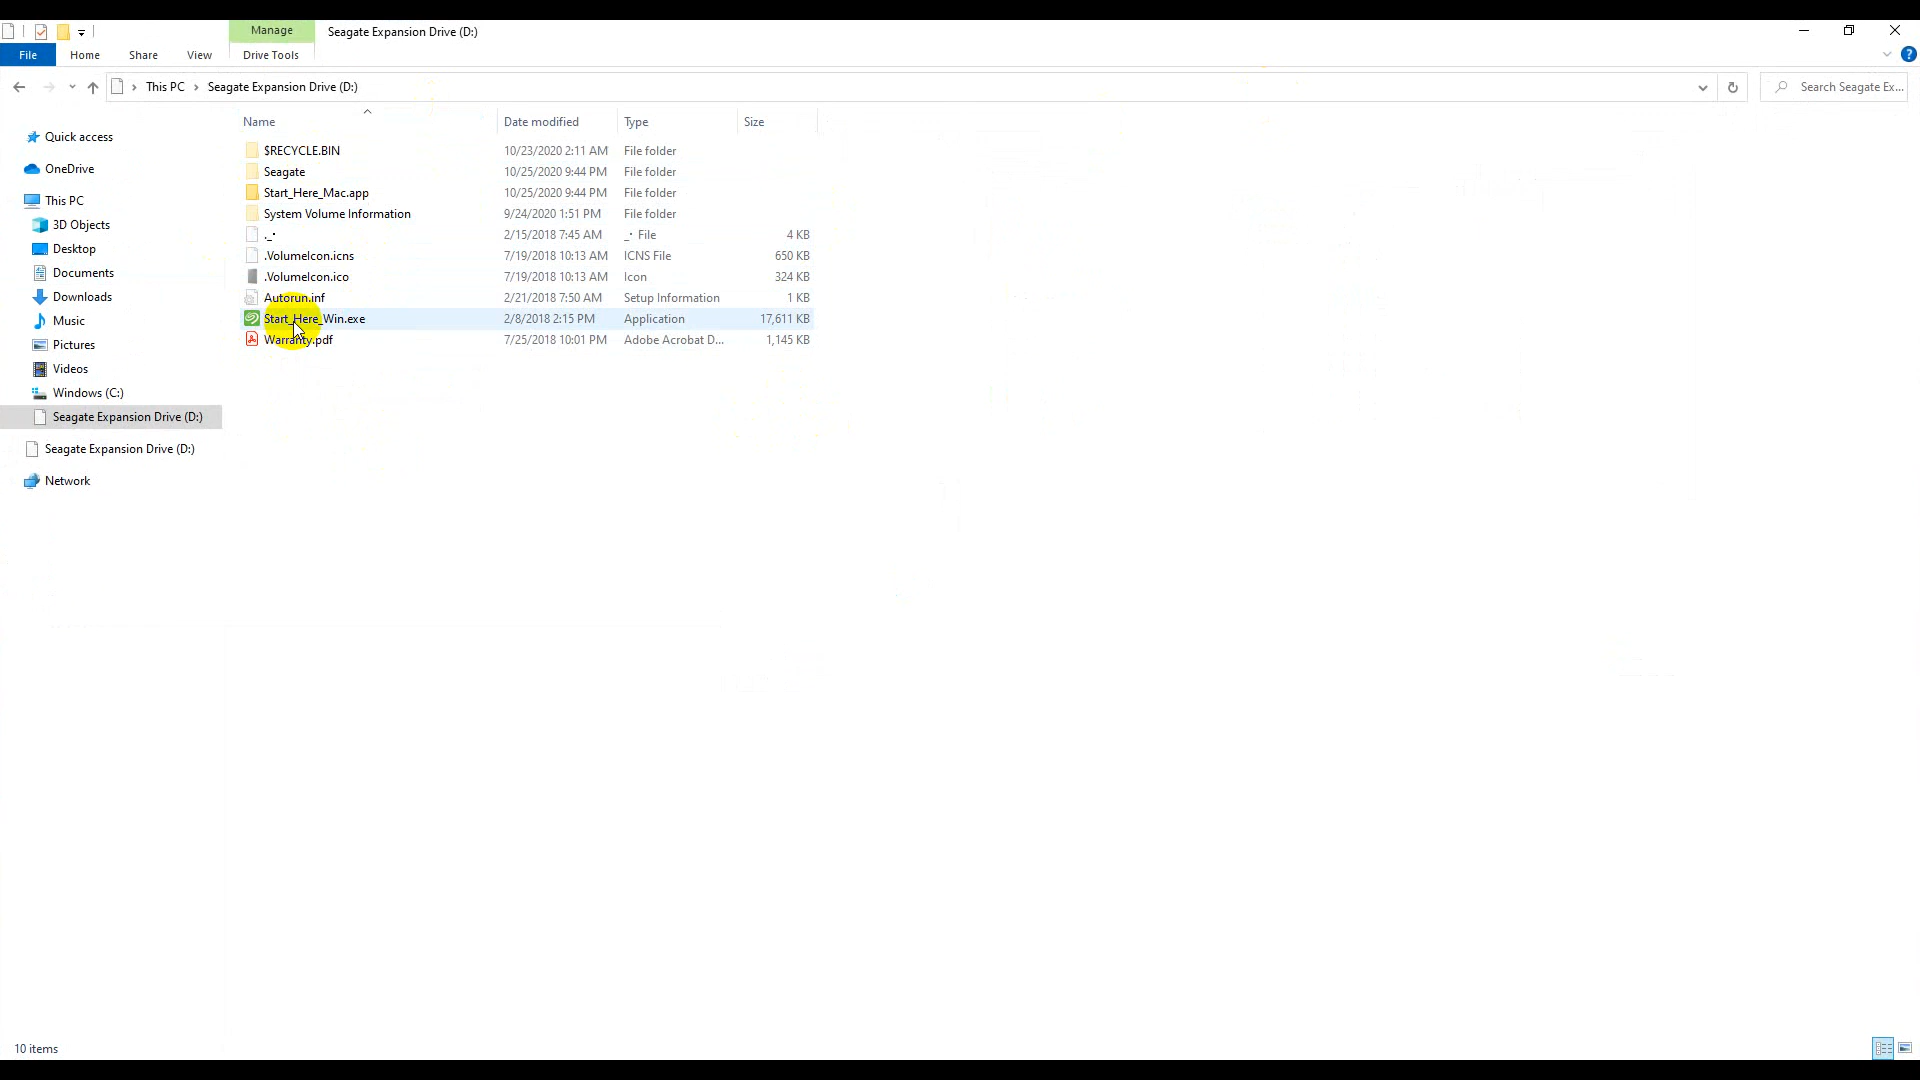 Manage
Seagate Expansion Drive (D:)
File
Home
Share
View
Drive Tools
This PC
Seagate Expansion Drive (D:)
Search Seagate Ex...
Name
Date modified
Type
Size
Quick access
OneDrive
This PC
3D Objects
Desktop
Documents
Downloads
Music
Pictures
Videos
Windows (C:)
Seagate Expansion Drive (D:)
Seagate Expansion Drive (D:)
Network
$RECYCLE.BIN 10/23/2020 2:11 AM File folder
Seagate 10/25/2020 9:44 PM File folder
Start_Here_Mac.app 10/25/2020 9:44 PM File folder
System Volume Information 9/24/2020 1:51 PM File folder
._· 2/15/2018 7:45 AM _· File 4 KB
.VolumeIcon.icns 7/19/2018 10:13 AM ICNS File 650 KB
.VolumeIcon.ico 7/19/2018 10:13 AM Icon 324 KB
Autorun.inf 2/21/2018 7:50 AM Setup Information 1 KB
Start_Here_Win.exe 2/8/2018 2:15 PM Application 17,611 KB
Warranty.pdf 7/25/2018 10:01 PM Adobe Acrobat D... 1,145 KB
10 items